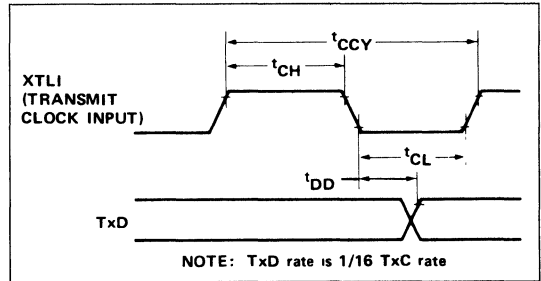 tCCY
tCH
XTLI
(TRANSMIT
CLOCK INPUT)
tCL
tDD
TxD
NOTE: TxD rate is 1/16 TxC rate